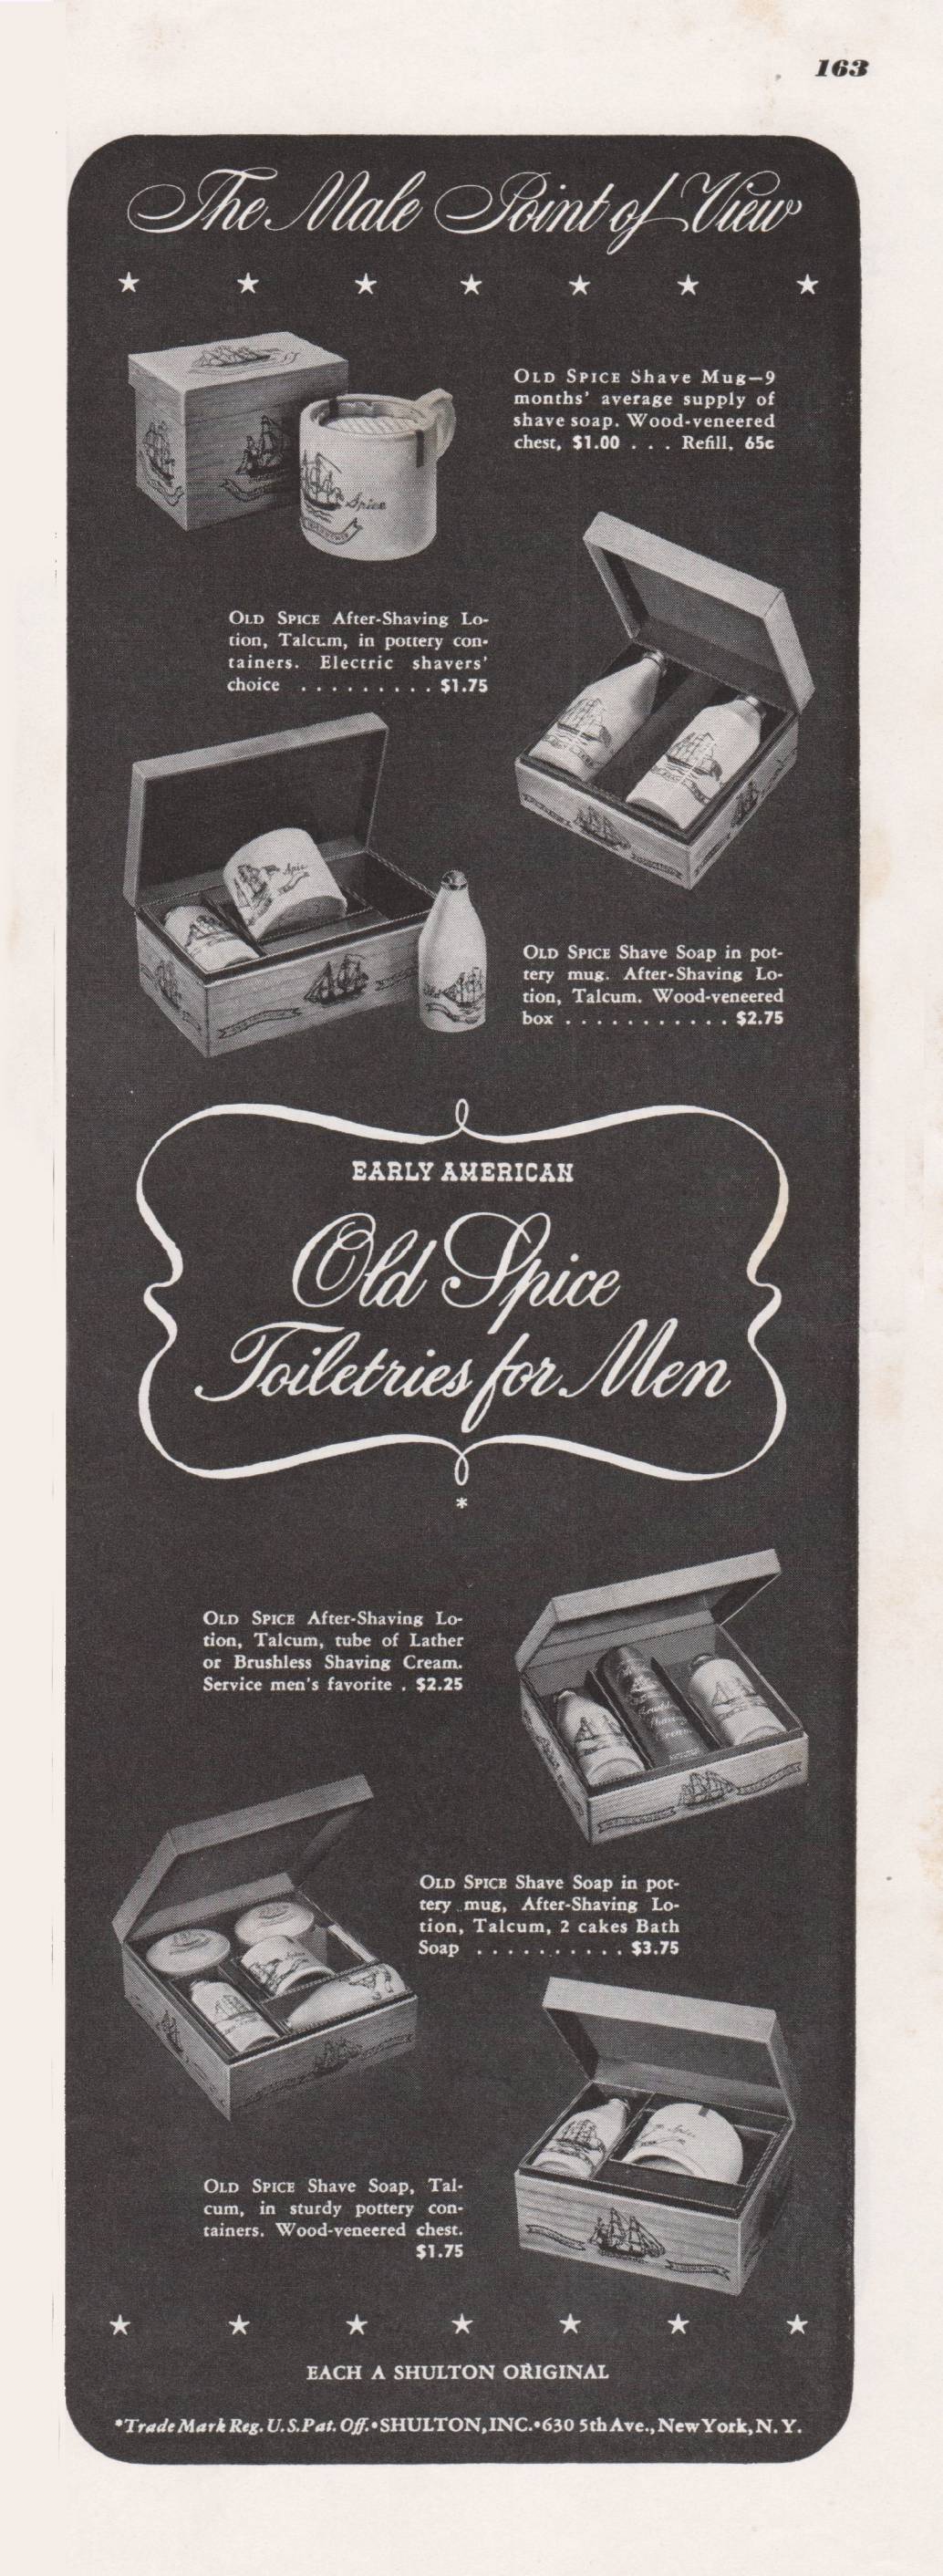 163
The Male Point of View
OLD SPICE Shave Mug—9
months' average supply of
shave soap. Wood-veneered
chest, $1.00 . . . Refill, 65c
Spice
OLD SPICE After-Shaving Lo-
tion, Talcum, in pottery con-
tainers. Electric shavers'
choice . . . . . . . . . $1.75
Spice
OLD SPICE Shave Soap in pot-
tery mug. After-Shaving Lo-
tion, Talcum. Wood-veneered
box . . . . . . . . . . . $2.75
EARLY AMERICAN
Old Spice
Toiletries for Men
*
OLD SPICE After-Shaving Lo-
tion, Talcum, tube of Lather
or Brushless Shaving Cream.
Service men's favorite . $2.25
Brushless
Shaving
Cream
OLD SPICE Shave Soap in pot-
tery mug, After-Shaving Lo-
tion, Talcum, 2 cakes Bath
Soap . . . . . . . . . . $3.75
Spice
OLD SPICE Shave Soap, Tal-
cum, in sturdy pottery con-
tainers. Wood-veneered chest.
$1.75
EACH A SHULTON ORIGINAL
*Trade Mark Reg. U.S. Pat. Off. • SHULTON, INC. • 630 5th Ave., New York, N. Y.